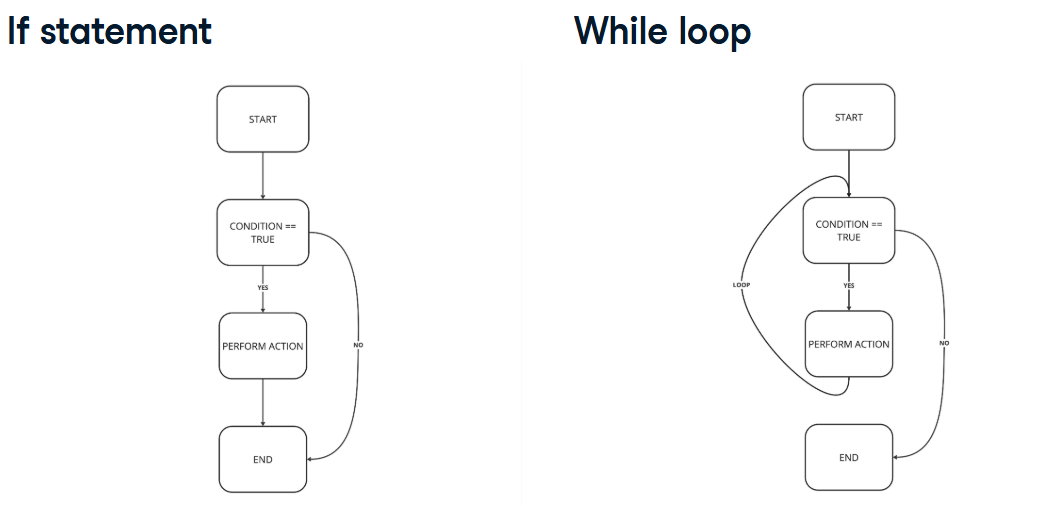 If statement
START
CONDITION ==
TRUE
YES
PERFORM ACTION
NO
END
While loop
START
CONDITION ==
TRUE
LOOP
YES
PERFORM ACTION
NO
END